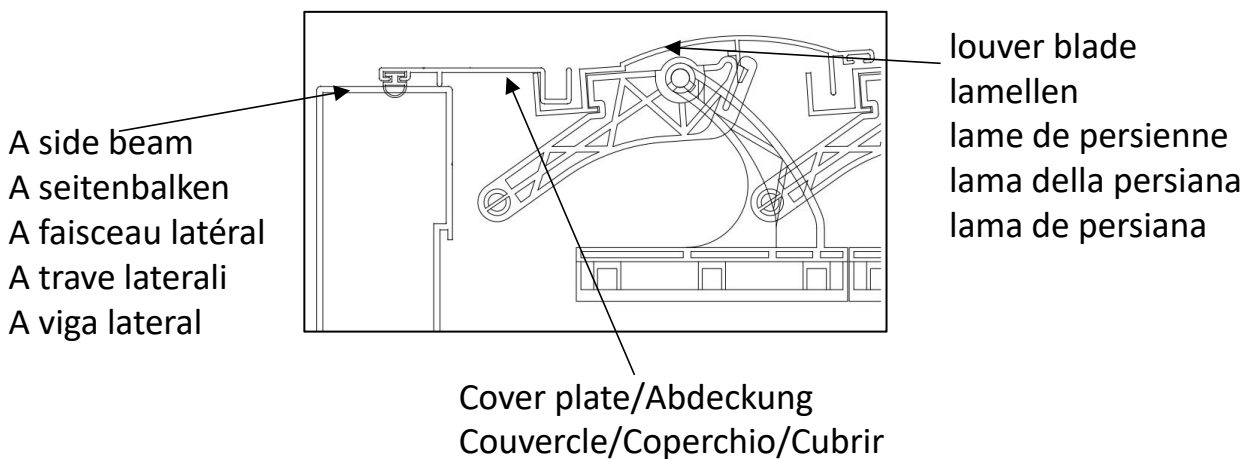 louver blade
lamellen
lame de persienne
lama della persiana
lama de persiana
A side beam
A seitenbalken
A faisceau latéral
A trave laterali
A viga lateral
Cover plate/Abdeckung
Couvercle/Coperchio/Cubrir